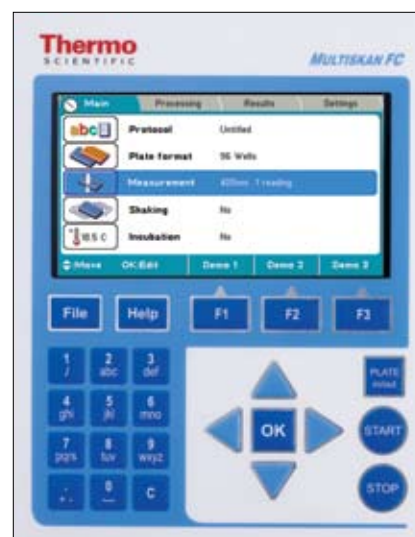 Thermo
SCIENTIFIC
MULTISKAN FC
Main Processing Results Settings
abc Protocol Untitled
Plate format 96 Wells
Measurement 405nm 1 reading
Shaking No
18.5 C Incubation No
Move OK:Edit Demo 1 Demo 2 Demo 3
File Help F1 F2 F3
1 2 3
/ abc def
PLATE
in/out
4 5 6
ghi jkl mno
OK START
7 8 9
pqrs tuv wxyz
. 0 C
+ - _
STOP